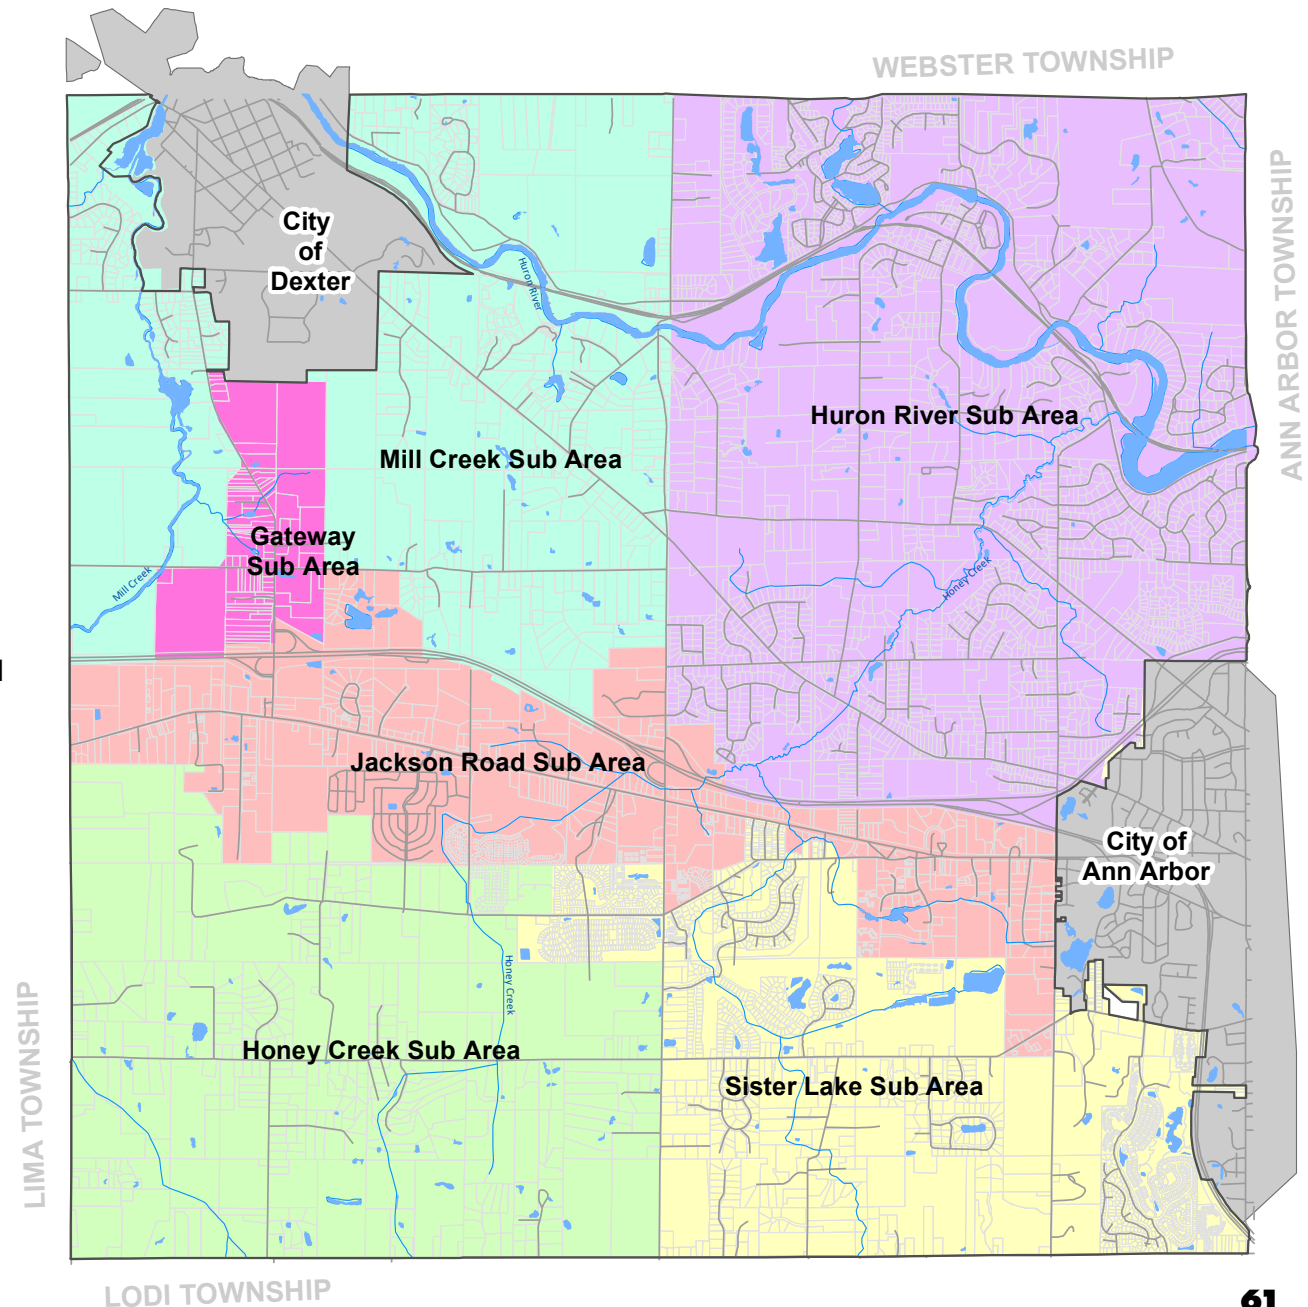 WEBSTER TOWNSHIP
ANN ARBOR TOWNSHIP
City
of
Dexter
Huron River
Huron River Sub Area
Mill Creek Sub Area
Gateway
Sub Area
Mill Creek
Honey Creek
Jackson Road Sub Area
City of
Ann Arbor
Honey Creek
Honey Creek Sub Area
Sister Lake Sub Area
LIMA TOWNSHIP
LODI TOWNSHIP
61